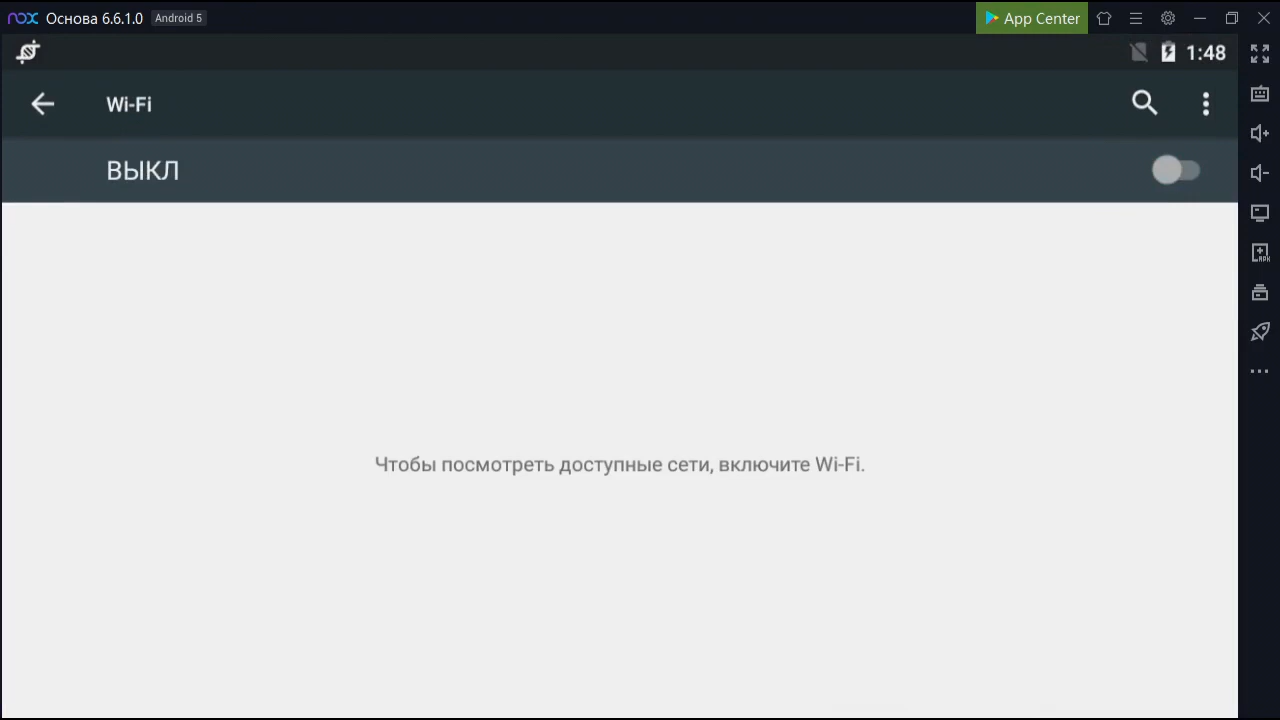 nox Основа 6.6.1.0 Android 5 App Center
1:48
Wi-Fi
ВЫКЛ
Чтобы посмотреть доступные сети, включите Wi-Fi.
APK